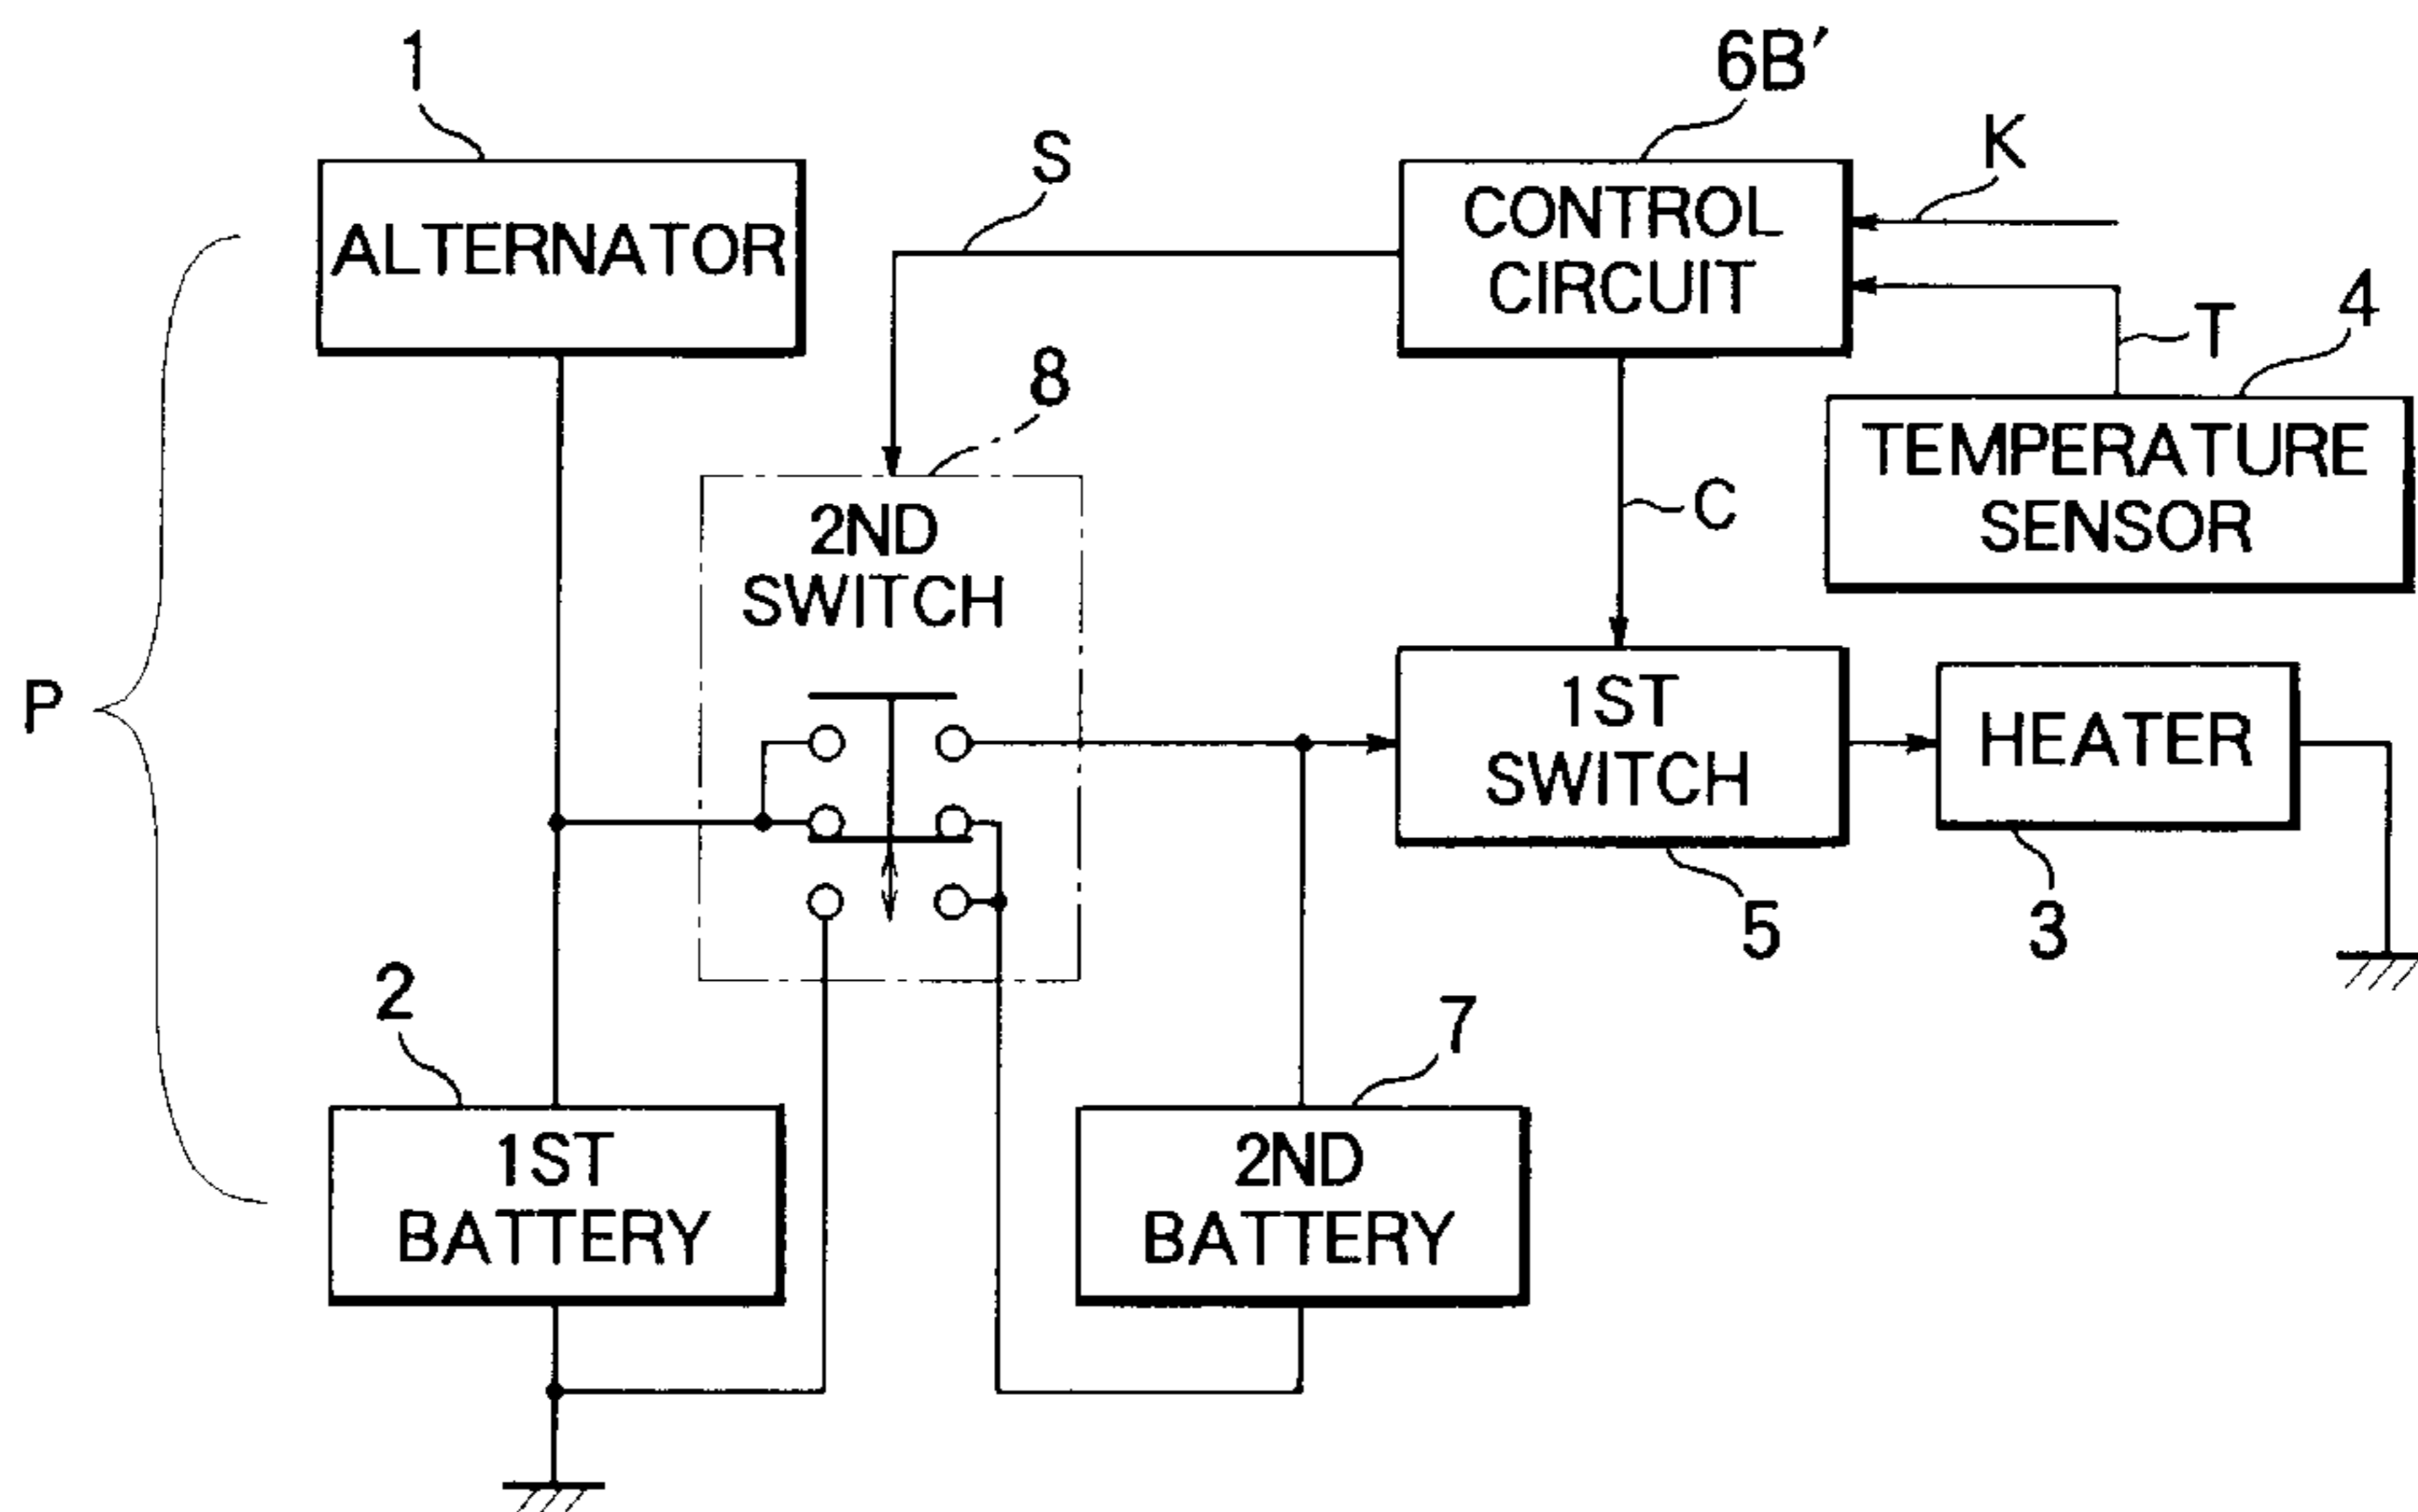 1
6B′
K
S
ALTERNATOR
CONTROL
CIRCUIT
T
4
8
TEMPERATURE
SENSOR
C
2ND
SWITCH
P
1ST
SWITCH
HEATER
5
3
2
7
1ST
BATTERY
2ND
BATTERY